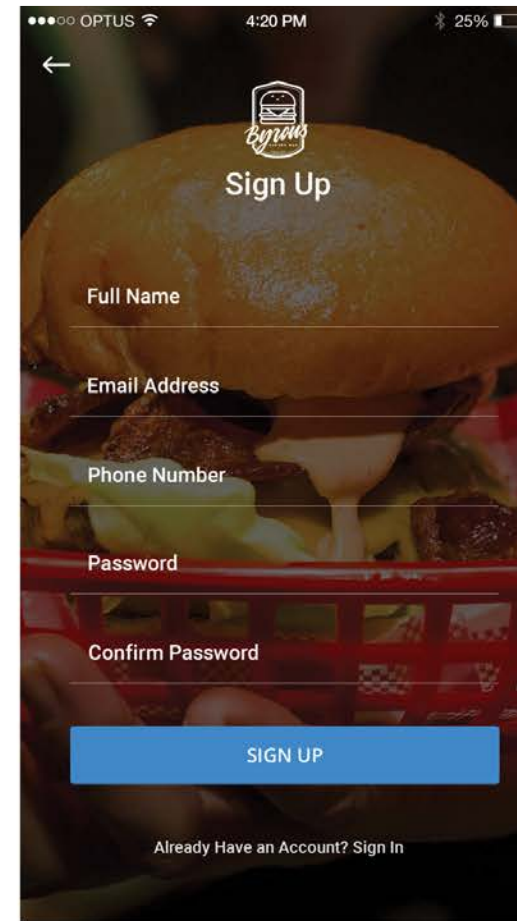 OPTUS 4:20 PM 25%
Byrons
Sign Up
Full Name
Email Address
Phone Number
Password
Confirm Password
SIGN UP
Already Have an Account? Sign In